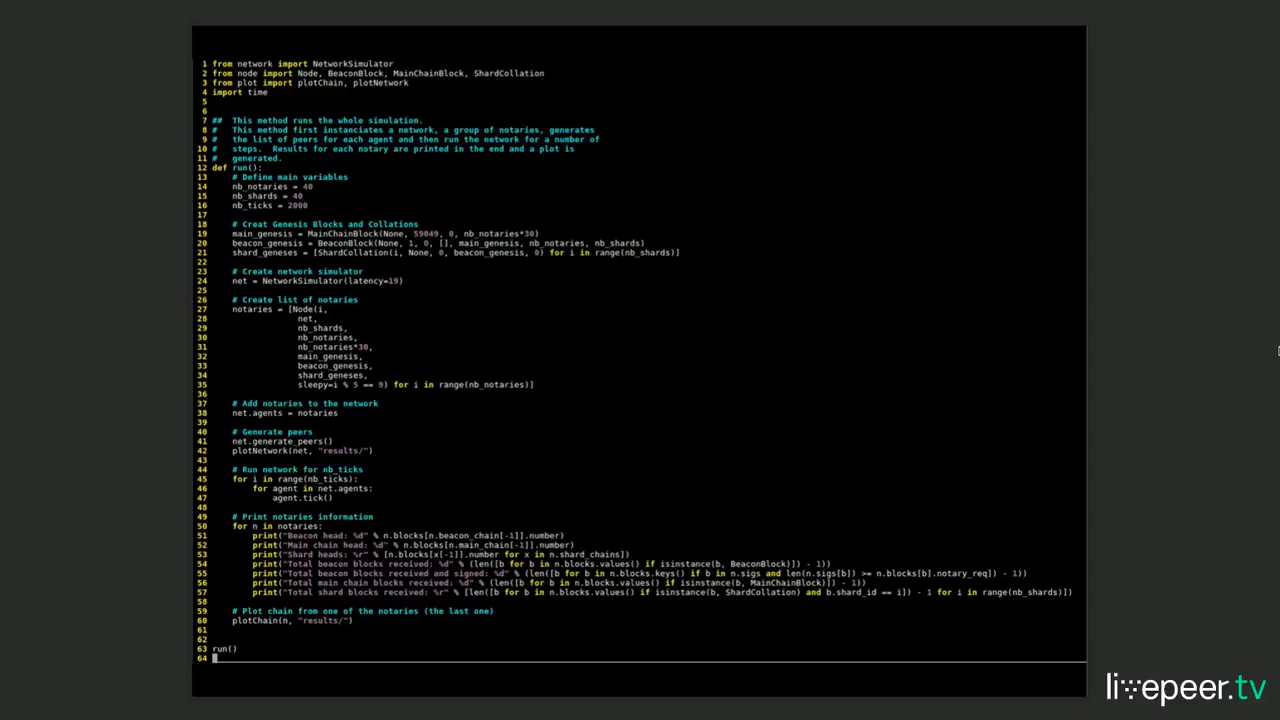 1 from network import NetworkSimulator
2 from node import Node, BeaconBlock, MainChainBlock, ShardCollation
3 from plot import plotChain, plotNetwork
4 import time
5
6
7 ## This method runs the whole simulation.
8 # This method first instanciates a network, a group of notaries, generates
9 # the list of peers for each agent and then run the network for a number of
10 # steps. Results for each notary are printed in the end and a plot is
11 # generated.
12 def run():
13 # Define main variables
14 nb_notaries = 40
15 nb_shards = 40
16 nb_ticks = 2000
17
18 # Creat Genesis Blocks and Collations
19 main_genesis = MainChainBlock(None, 59049, 0, nb_notaries*30)
20 beacon_genesis = BeaconBlock(None, 1, 0, [], main_genesis, nb_notaries, nb_shards)
21 shard_geneses = [ShardCollation(i, None, 0, beacon_genesis, 0) for i in range(nb_shards)]
22
23 # Create network simulator
24 net = NetworkSimulator(latency=19)
25
26 # Create list of notaries
27 notaries = [Node(i,
28 net,
29 nb_shards,
30 nb_notaries,
31 nb_notaries*30,
32 main_genesis,
33 beacon_genesis,
34 shard_geneses,
35 sleepy=i % 5 == 9) for i in range(nb_notaries)]
36
37 # Add notaries to the network
38 net.agents = notaries
39
40 # Generate peers
41 net.generate_peers()
42 plotNetwork(net, "results/")
43
44 # Run network for nb_ticks
45 for i in range(nb_ticks):
46 for agent in net.agents:
47 agent.tick()
48
49 # Print notaries information
50 for n in notaries:
51 print("Beacon head: %d" % n.blocks[n.beacon_chain[-1]].number)
52 print("Main chain head: %d" % n.blocks[n.main_chain[-1]].number)
53 print("Shard heads: %r" % [n.blocks[x[-1]].number for x in n.shard_chains])
54 print("Total beacon blocks received: %d" % (len([b for b in n.blocks.values() if isinstance(b, BeaconBlock)]) - 1))
55 print("Total beacon blocks received and signed: %d" % (len([b for b in n.blocks.keys() if b in n.sigs and len(n.sigs[b]) >= n.blocks[b].notary_req]) - 1))
56 print("Total main chain blocks received: %d" % (len([b for b in n.blocks.values() if isinstance(b, MainChainBlock)]) - 1))
57 print("Total shard blocks received: %r" % [len([b for b in n.blocks.values() if isinstance(b, ShardCollation) and b.shard_id == i]) - 1 for i in range(nb_shards)])
58
59 # Plot chain from one of the notaries (the last one)
60 plotChain(n, "results/")
61
62
63 run()
64
livepeer.tv